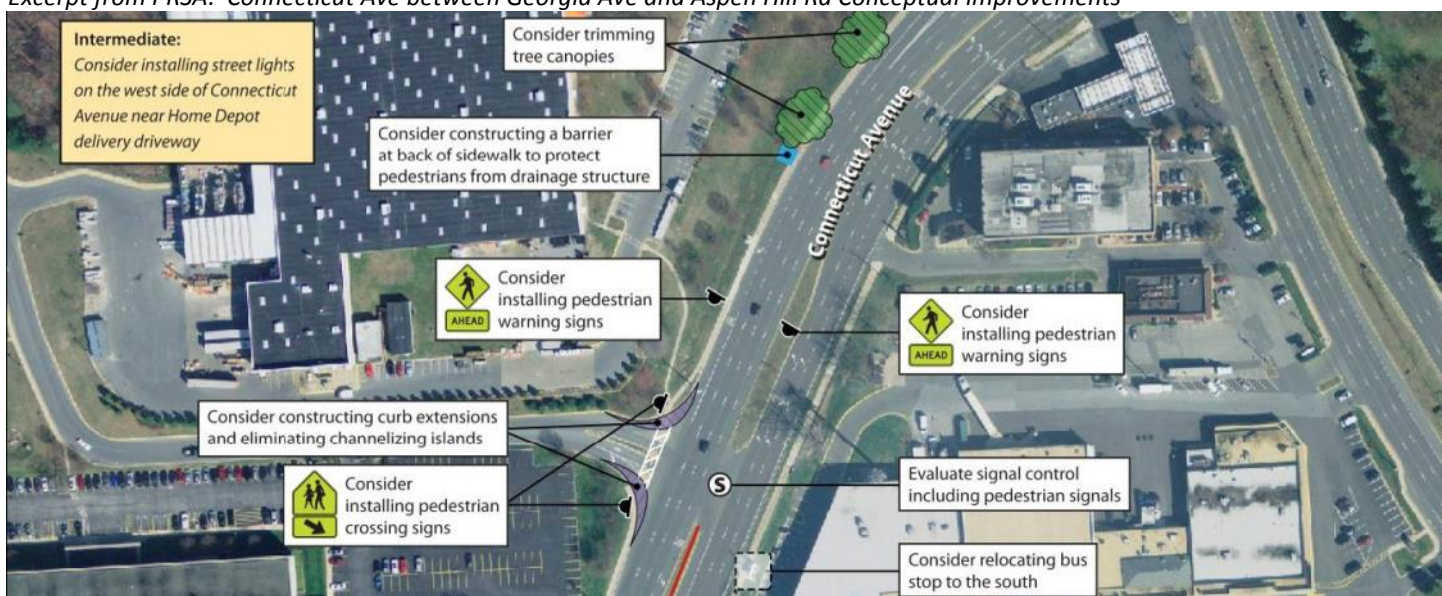 Excerpt from PRSA: Connecticut Ave between Georgia Ave and Aspen Hill Rd Conceptual Improvements
Intermediate:
Consider installing street lights
on the west side of Connecticut
Avenue near Home Depot
delivery driveway
Consider trimming
tree canopies
Consider constructing a barrier
at back of sidewalk to protect
pedestrians from drainage structure
Connecticut Avenue
AHEAD
Consider
installing pedestrian
warning signs
AHEAD
Consider
installing pedestrian
warning signs
Consider constructing curb extensions
and eliminating channelizing islands
Consider
installing pedestrian
crossing signs
S
Evaluate signal control
including pedestrian signals
Consider relocating bus
stop to the south